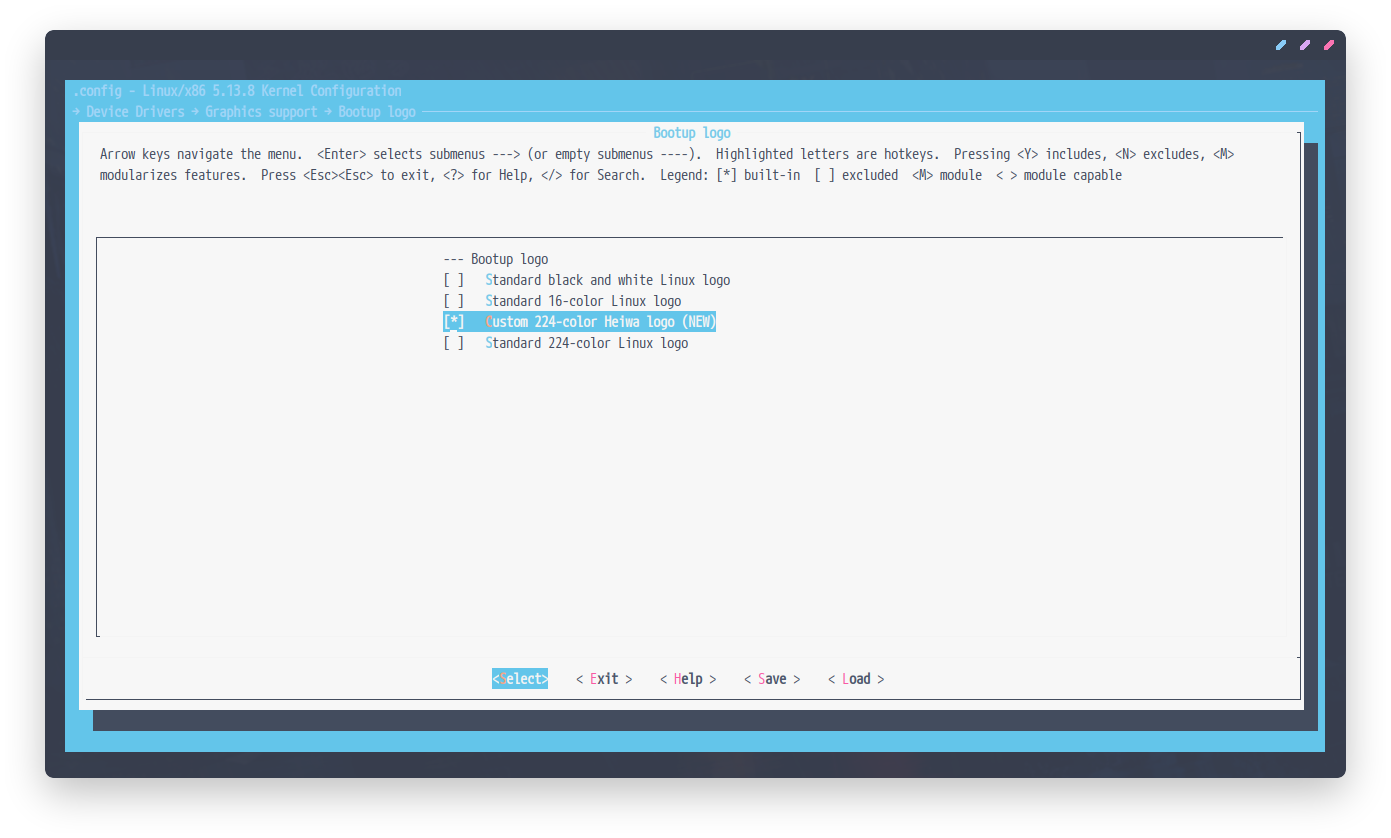 .config - Linux/x86 5.13.8 Kernel Configuration
→ Device Drivers → Graphics support → Bootup logo
Bootup logo
Arrow keys navigate the menu.  <Enter> selects submenus ---> (or empty submenus ----).  Highlighted letters are hotkeys.  Pressing <Y> includes, <N> excludes, <M>
modularizes features.  Press <Esc><Esc> to exit, <?> for Help, </> for Search.  Legend: [*] built-in  [ ] excluded  <M> module  < > module capable
--- Bootup logo
[ ]   Standard black and white Linux logo
[ ]   Standard 16-color Linux logo
[*]   Custom 224-color Heiwa logo (NEW)
[ ]   Standard 224-color Linux logo
<Select>    < Exit >    < Help >    < Save >    < Load >